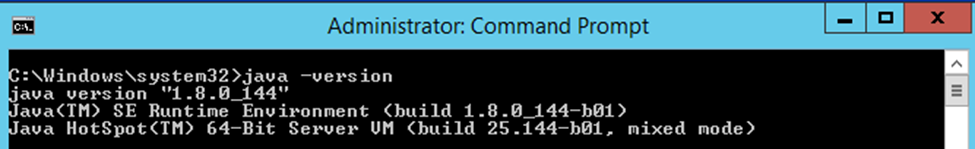 Administrator: Command Prompt
C:\Windows\system32>java -version
java version "1.8.0_144"
Java(TM) SE Runtime Environment (build 1.8.0_144-b01)
Java HotSpot(TM) 64-Bit Server VM (build 25.144-b01, mixed mode)